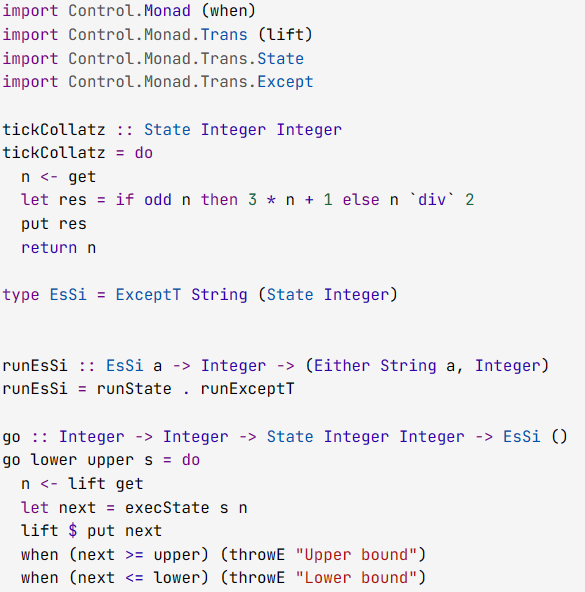 import Control.Monad (when)
import Control.Monad.Trans (lift)
import Control.Monad.Trans.State
import Control.Monad.Trans.Except

tickCollatz :: State Integer Integer
tickCollatz = do
  n <- get
  let res = if odd n then 3 * n + 1 else n `div` 2
  put res
  return n

type EsSi = ExceptT String (State Integer)


runEsSi :: EsSi a -> Integer -> (Either String a, Integer)
runEsSi = runState . runExceptT

go :: Integer -> Integer -> State Integer Integer -> EsSi ()
go lower upper s = do
  n <- lift get
  let next = execState s n
  lift $ put next
  when (next >= upper) (throwE "Upper bound")
  when (next <= lower) (throwE "Lower bound")